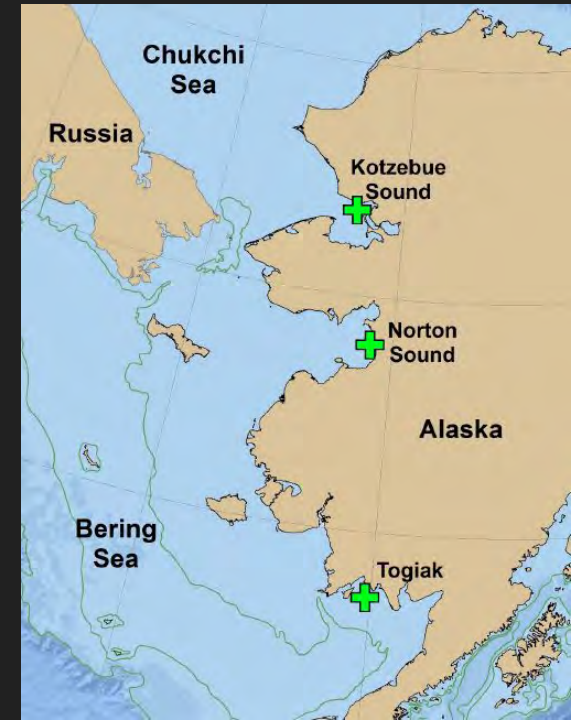 Chukchi
Sea
Russia
Kotzebue
Sound
Norton
Sound
Alaska
Bering
Sea
Togiak